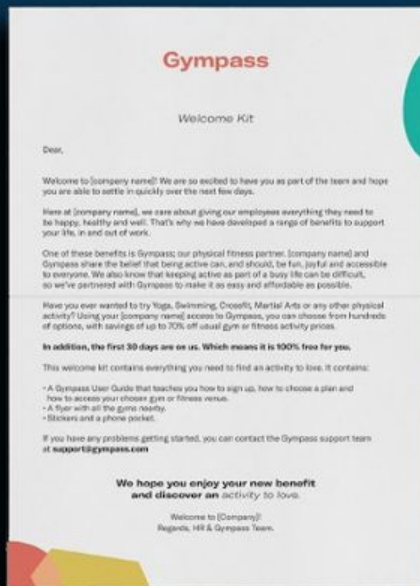 Gympass
Welcome Kit
Dear,
Welcome to [company name]! We are so excited to have you as part of the team and hope
you are able to settle in quickly over the next few days.
Here at [company name], we care about giving our employees everything they need to
be happy, healthy and well. That's why we have developed a range of benefits to support
your life, in and out of work.
One of these benefits is Gympass; our physical fitness partner. [company name] and
Gympass share the belief that being active can, and should, be fun, joyful and accessible
to everyone. We also know that keeping active as part of a busy life can be difficult,
so we've partnered with Gympass to make it as easy and affordable as possible.
Have you ever wanted to try Yoga, Swimming, Crossfit, Martial Arts or any other physical
activity? Using your [company name] access to Gympass, you can choose from hundreds
of options, with savings of up to 70% off usual gym or fitness activity prices.
In addition, the first 30 days are on us. Which means it is 100% free for you.
This welcome kit contains everything you need to find an activity to love. It contains:
• A Gympass User Guide that teaches you how to sign up, how to choose a plan and
how to access your chosen gym or fitness venue.
• A flyer with all the gyms nearby.
• Stickers and a phone pocket.
If you have any problems getting started, you can contact the Gympass support team
at support@gympass.com
We hope you enjoy your new benefit
and discover an activity to love.
Welcome to [Company]!
Regards, HR & Gympass Team.